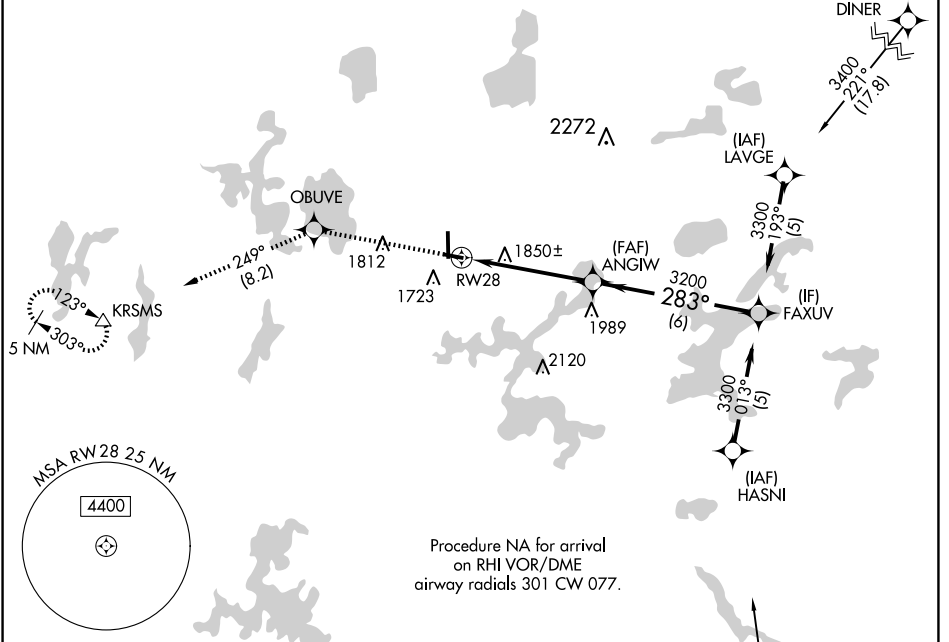 DINER
3400
221°
(17.8)
2272
(IAF)
LAVGE
3300
193°
(5)
OBUVE
1812
1850±
RW28
1723
(FAF)
ANGIW
3200
283°
(6)
(IF)
FAXUV
249°
(8.2)
123°
KRSMS
303°
5 NM
1989
2120
3300
013°
(5)
(IAF)
HASNI
MSA RW28 25 NM
4400
Procedure NA for arrival
on RHI VOR/DME
airway radials 301 CW 077.